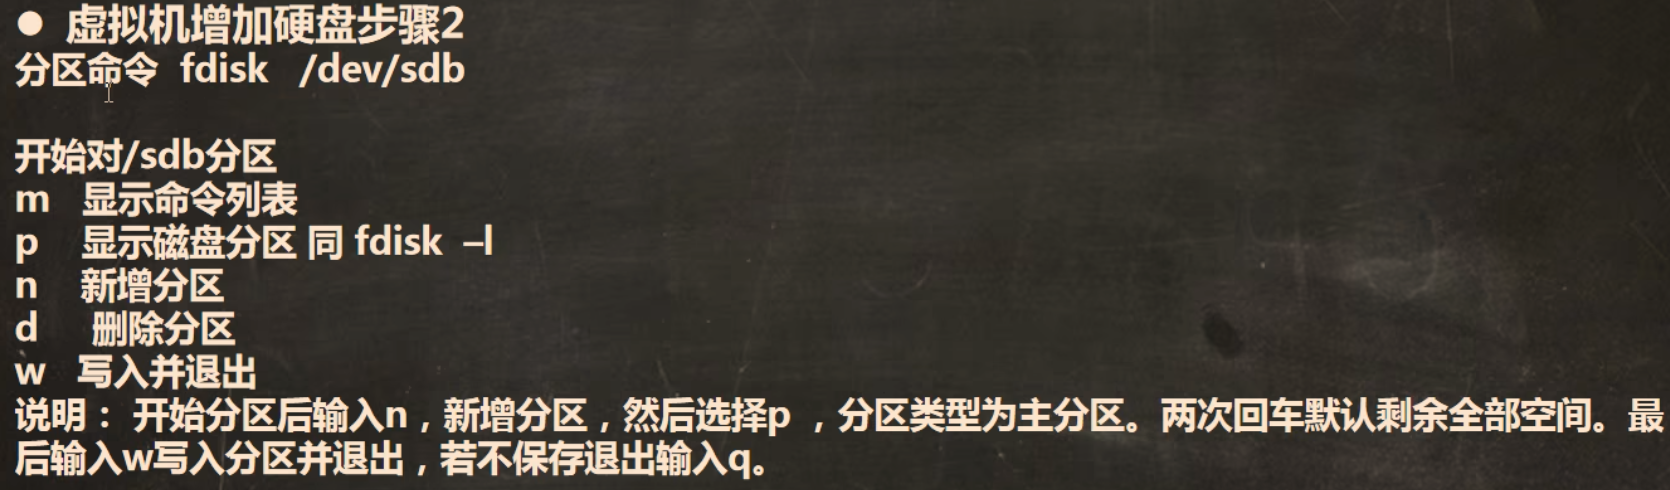 ● 虚拟机增加硬盘步骤2
分区命令 fdisk /dev/sdb
开始对/sdb分区
m 显示命令列表
p 显示磁盘分区 同 fdisk –l
n 新增分区
d 删除分区
w 写入并退出
说明： 开始分区后输入n，新增分区，然后选择p ，分区类型为主分区。两次回车默认剩余全部空间。最
后输入w写入分区并退出，若不保存退出输入q。